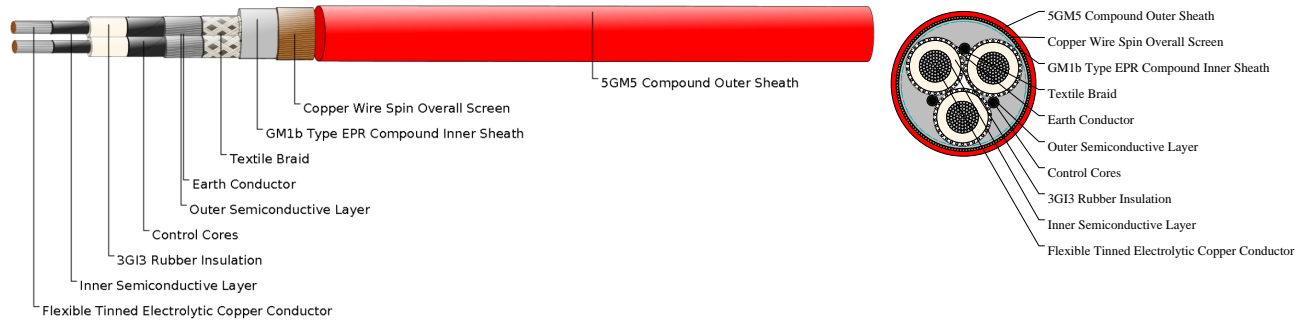 5GM5 Compound Outer Sheath
Copper Wire Spin Overall Screen
GM1b Type EPR Compound Inner Sheath
Textile Braid
Earth Conductor
Outer Semiconductive Layer
Control Cores
3GI3 Rubber Insulation
Inner Semiconductive Layer
Flexible Tinned Electrolytic Copper Conductor
5GM5 Compound Outer Sheath
Copper Wire Spin Overall Screen
GM1b Type EPR Compound Inner Sheath
Textile Braid
Earth Conductor
Outer Semiconductive Layer
Control Cores
3GI3 Rubber Insulation
Inner Semiconductive Layer
Flexible Tinned Electrolytic Copper Conductor